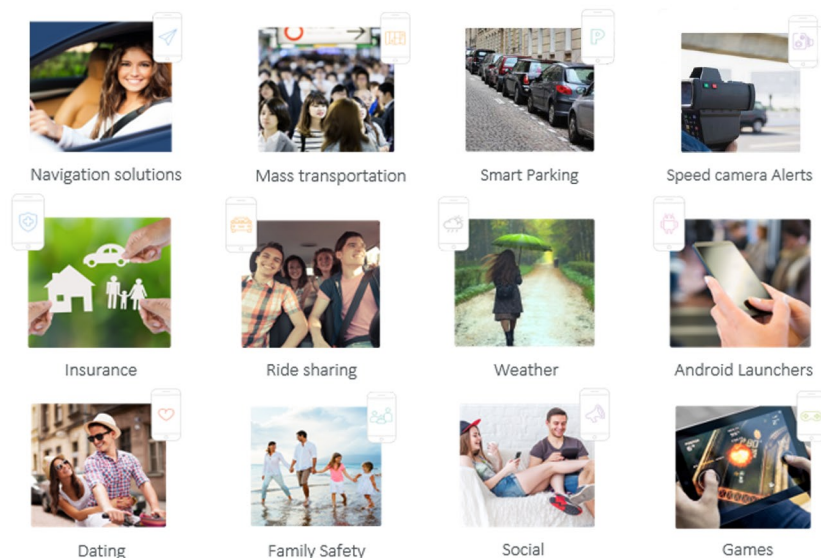 Navigation solutions
Mass transportation
Smart Parking
Speed camera Alerts
Insurance
Ride sharing
Weather
Android Launchers
Dating
Family Safety
Social
Games